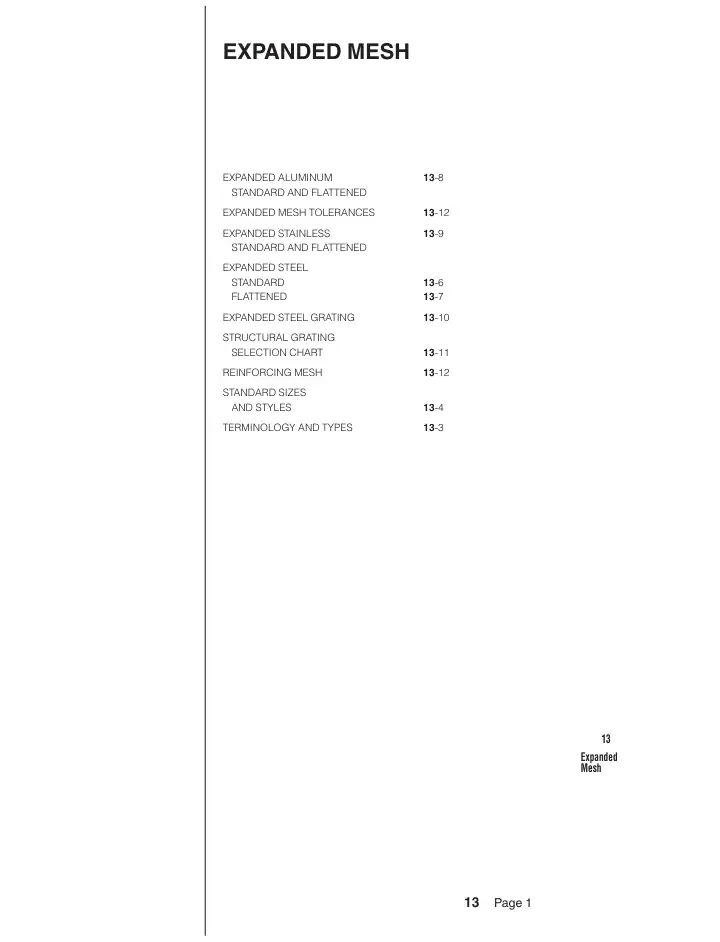 EXPANDED MESH
EXPANDED ALUMINUM 13-8
STANDARD AND FLATTENED
EXPANDED MESH TOLERANCES 13-12
EXPANDED STAINLESS 13-9
STANDARD AND FLATTENED
EXPANDED STEEL
STANDARD 13-6
FLATTENED 13-7
EXPANDED STEEL GRATING 13-10
STRUCTURAL GRATING
SELECTION CHART 13-11
REINFORCING MESH 13-12
STANDARD SIZES
AND STYLES 13-4
TERMINOLOGY AND TYPES 13-3
13
Expanded
Mesh
13 Page 1